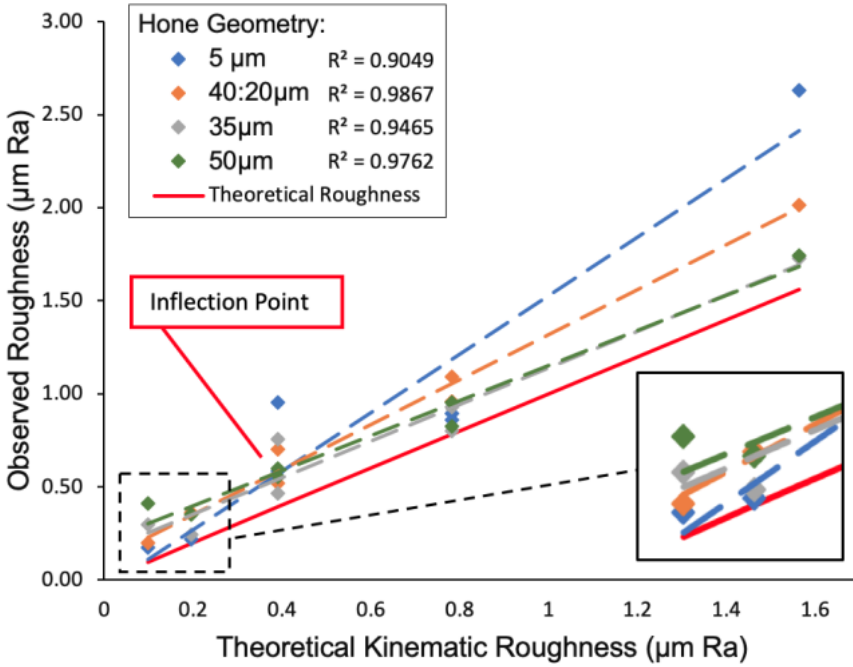 3.00
2.50
2.00
1.50
1.00
0.50
0.00
Observed Roughness (µm Ra)
Hone Geometry:
5 µm R² = 0.9049
40:20µm R² = 0.9867
35µm R² = 0.9465
50µm R² = 0.9762
Theoretical Roughness
Inflection Point
0 0.2 0.4 0.6 0.8 1 1.2 1.4 1.6
Theoretical Kinematic Roughness (µm Ra)